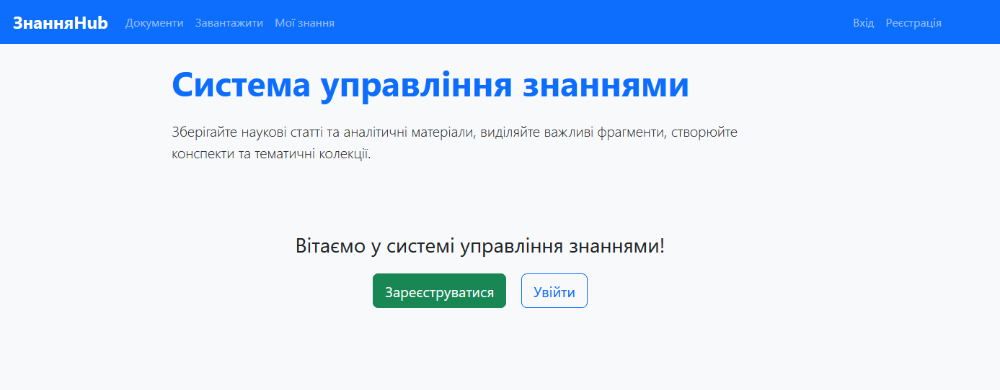 ЗнанняHub Документи Завантажити Мої знання Вхід Реєстрація
Система управління знаннями
Зберігайте наукові статті та аналітичні матеріали, виділяйте важливі фрагменти, створюйте
конспекти та тематичні колекції.
Вітаємо у системі управління знаннями!
Зареєструватися Увійти